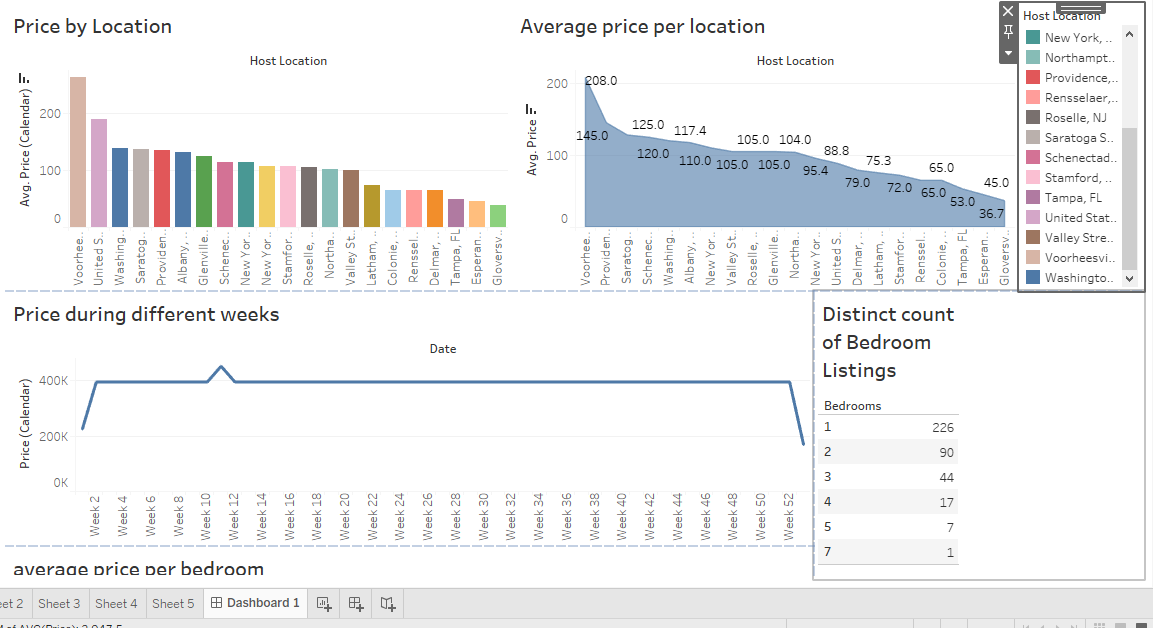 Price by Location
Host Location
Avg. Price (Calendar)
200
100
0
Voorhee..
United S..
Washing..
Saratog..
Providen..
Albany, ..
Glenville..
Schenec..
New Yor..
New Yor..
Stamfor..
Roselle, ..
Northa..
Valley St..
Latham, ..
Colonie, ..
Renssel..
Delmar, ..
Tampa, FL
Esperan..
Gloversv..
Average price per location
Host Location
Avg. Price
200
100
0
208.0
145.0
125.0
120.0
117.4
110.0
105.0
105.0
105.0
104.0
95.4
88.8
79.0
75.3
72.0
65.0
65.0
53.0
45.0
36.7
Voorhee..
Providen..
Saratog..
Schenec..
Washing..
Albany, ..
New Yor..
Valley St..
Roselle, ..
Glenville..
Northa..
New Yor..
United S..
Delmar, ..
Latham, ..
Stamfor..
Renssel..
Colonie, ..
Tampa, FL
Esperan..
Gloversv..
Host Location
New York, ..
Northampt..
Providence,..
Rensselaer,..
Roselle, NJ
Saratoga S..
Schenectad..
Stamford, ..
Tampa, FL
United Stat..
Valley Stre..
Voorheesvi..
Washingto..
Price during different weeks
Date
Price (Calendar)
400K
200K
0K
Week 2
Week 4
Week 6
Week 8
Week 10
Week 12
Week 14
Week 16
Week 18
Week 20
Week 22
Week 24
Week 26
Week 28
Week 30
Week 32
Week 34
Week 36
Week 38
Week 40
Week 42
Week 44
Week 46
Week 48
Week 50
Week 52
Distinct count
of Bedroom
Listings
Bedrooms
1 226
2 90
3 44
4 17
5 7
7 1
average price per bedroom
eet 2 Sheet 3 Sheet 4 Sheet 5 Dashboard 1